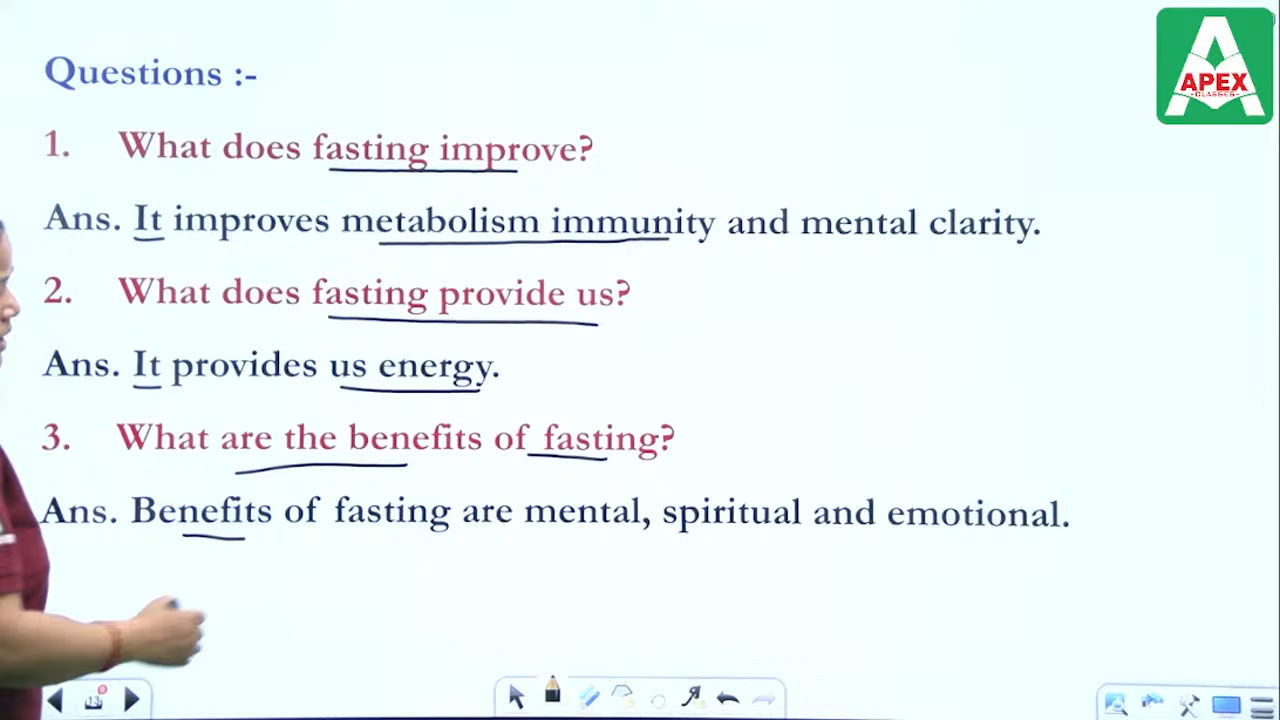 Questions :-
APEX
-CLASSES-
1. What does fasting improve?
Ans. It improves metabolism immunity and mental clarity.
2. What does fasting provide us?
Ans. It provides us energy.
3. What are the benefits of fasting?
Ans. Benefits of fasting are mental, spiritual and emotional.
13